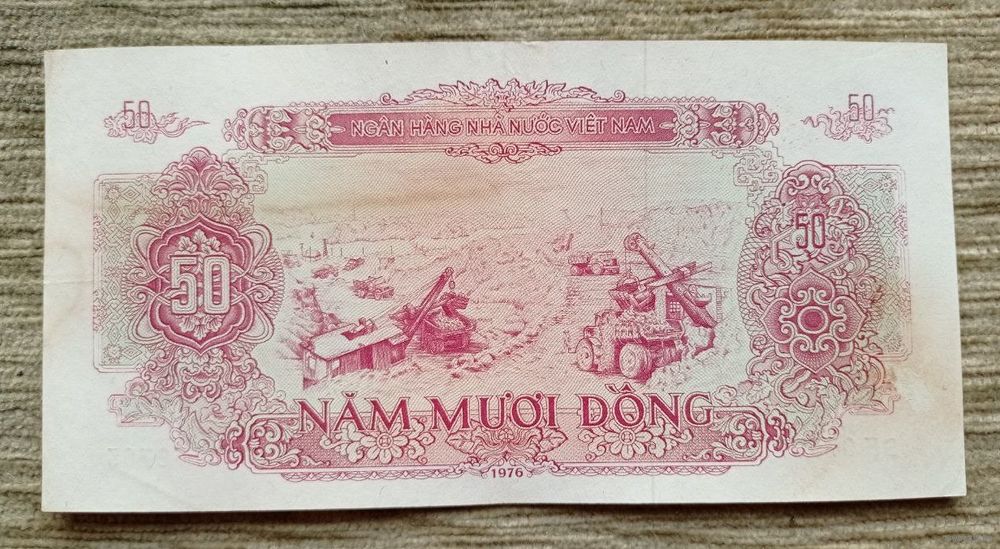 50 50
NGÂN HÀNG NHÀ NƯỚC VIỆT NAM
50 50
NĂM MƯƠI ĐỒNG
1976